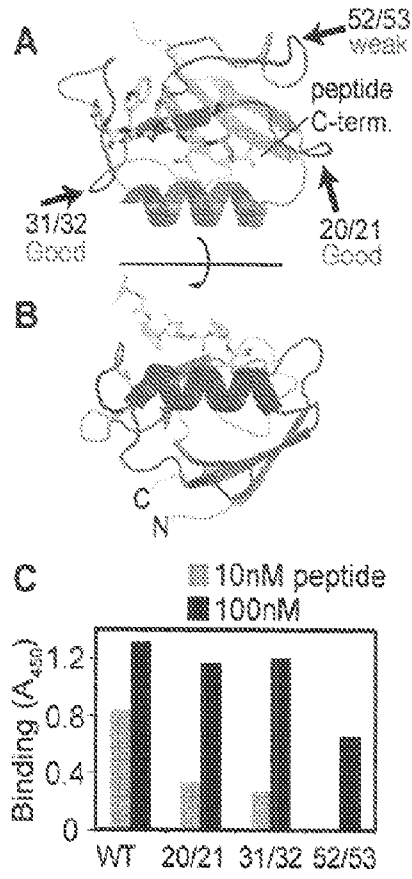 A
52/53
weak
peptide
C-term.
31/32
Good
20/21
Good
B
C
N
C
10nM peptide
100nM
Binding (A450)
1.2
0.8
0.4
0
WT 20/21 31/32 52/53